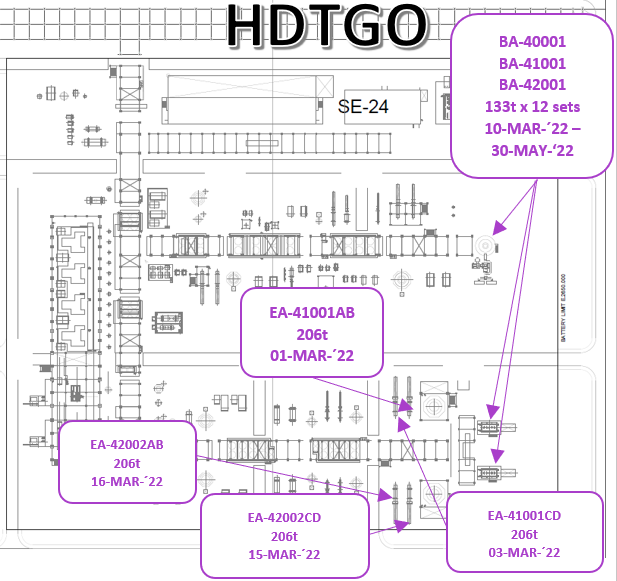 HDTGO
BA-40001
BA-41001
BA-42001
133t x 12 sets
10-MAR-´22 –
30-MAY-‘22
SE-24
BATTERY LIMIT E.2600.000
EA-41001AB
206t
01-MAR-´22
EA-42002AB
206t
16-MAR-´22
EA-42002CD
206t
15-MAR-´22
EA-41001CD
206t
03-MAR-´22